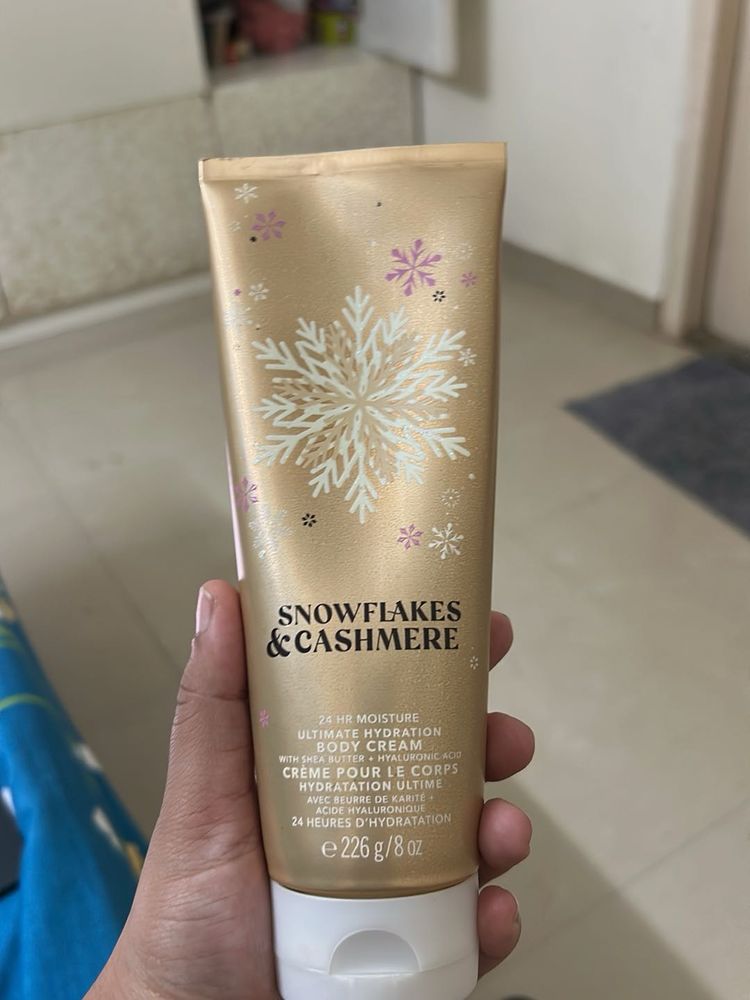 SNOWFLAKES
& CASHMERE
24 HR MOISTURE
ULTIMATE HYDRATION
BODY CREAM
WITH SHEA BUTTER + HYALURONIC ACID
CRÈME POUR LE CORPS
HYDRATATION ULTIME
AVEC BEURRE DE KARITÉ +
ACIDE HYALURONIQUE
24 HEURES D'HYDRATATION
℮ 226 g/8 OZ